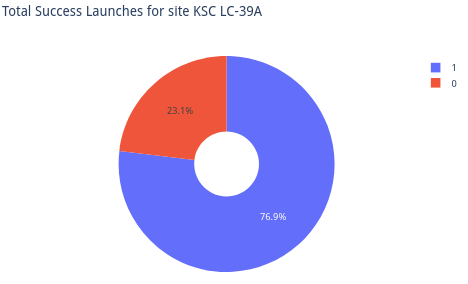 Total Success Launches for site KSC LC-39A
1
0
23.1%
76.9%